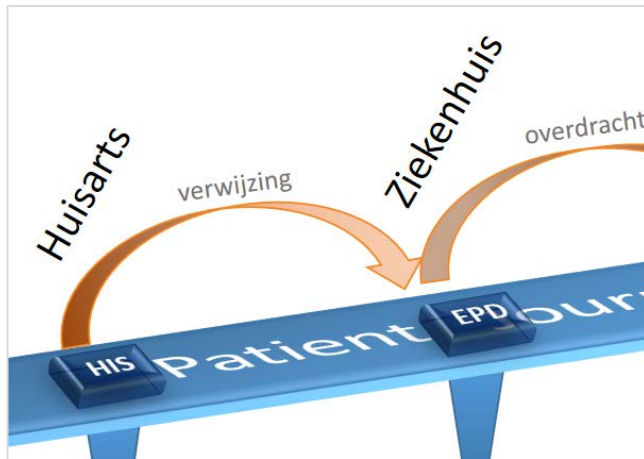 Huisarts
verwijzing
Ziekenhuis
overdracht
HIS
Patient
EPD